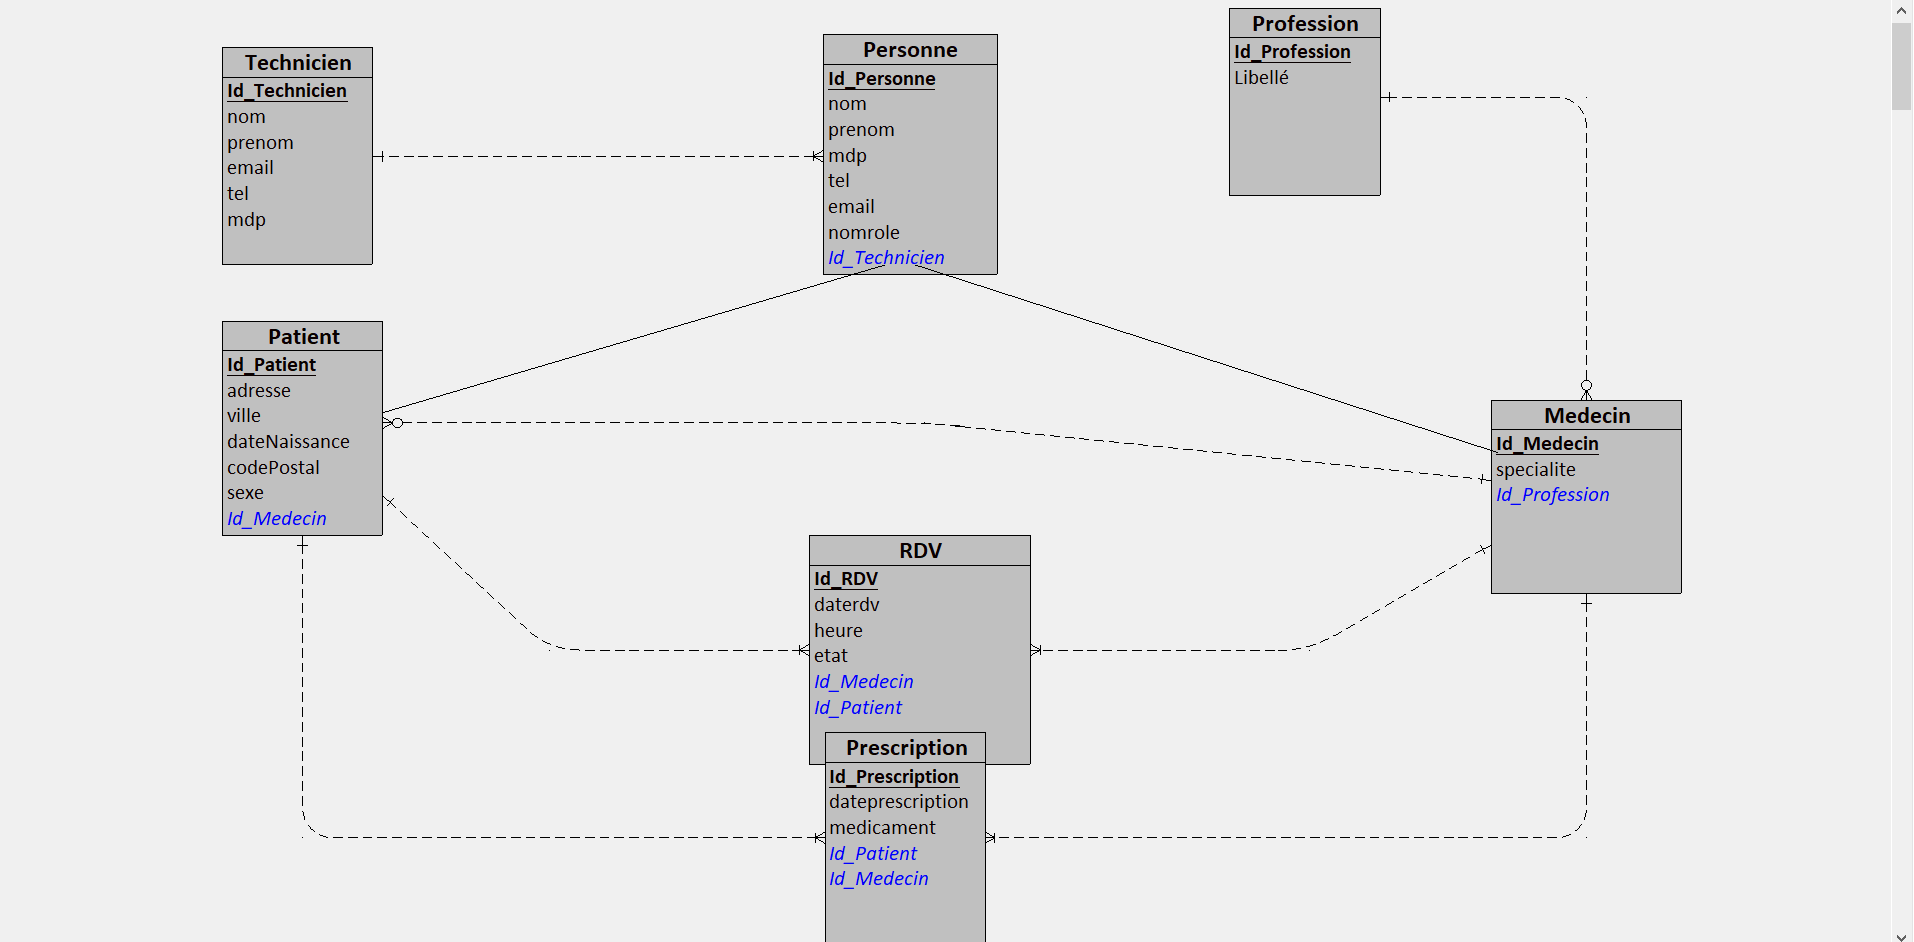 Technicien
Id_Technicien
nom
prenom
email
tel
mdp
Personne
Id_Personne
nom
prenom
mdp
tel
email
nomrole
Id_Technicien
Profession
Id_Profession
Libellé
Patient
Id_Patient
adresse
ville
dateNaissance
codePostal
sexe
Id_Medecin
Medecin
Id_Medecin
specialite
Id_Profession
RDV
Id_RDV
daterdv
heure
etat
Id_Medecin
Id_Patient
Prescription
Id_Prescription
dateprescription
medicament
Id_Patient
Id_Medecin